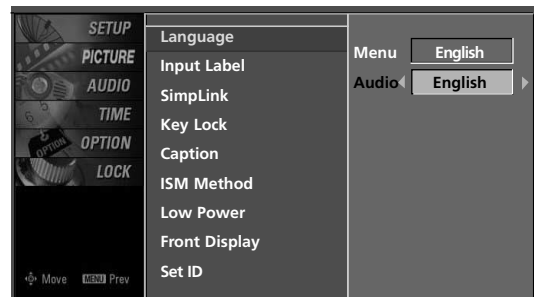 SETUP
PICTURE
AUDIO
TIME
OPTION
LOCK
Move MENU Prev
Language
Input Label
SimpLink
Key Lock
Caption
ISM Method
Low Power
Front Display
Set ID
Menu English
Audio English